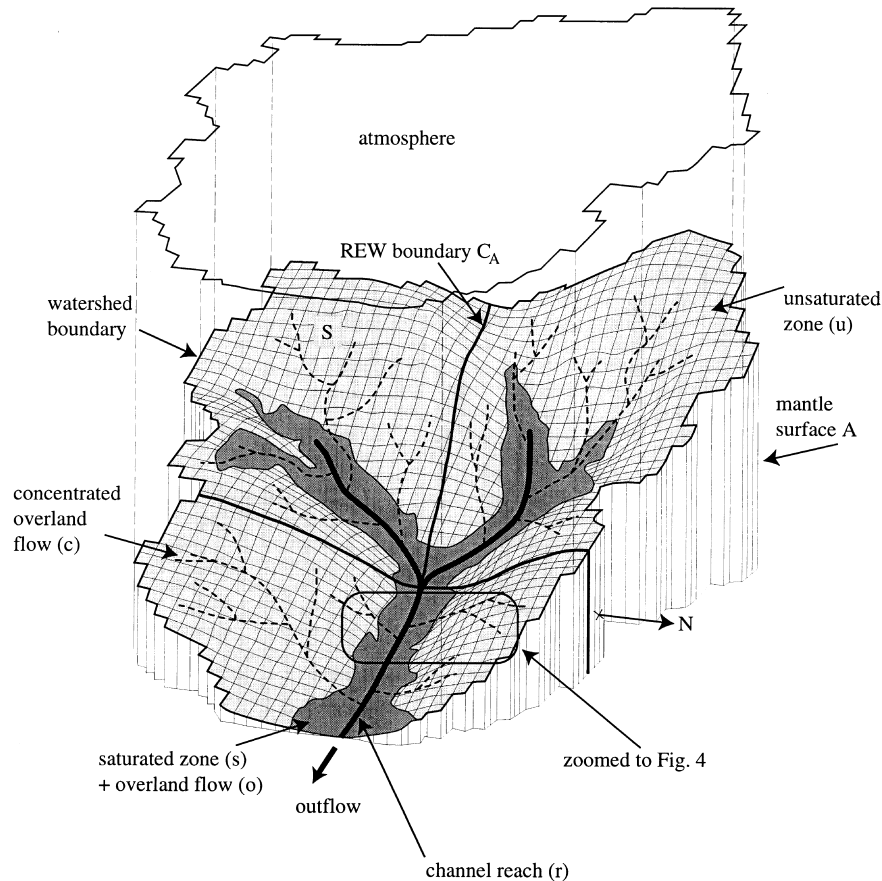 atmosphere
REW boundary CA
watershed
boundary
S
unsaturated
zone (u)
mantle
surface A
concentrated
overland
flow (c)
N
saturated zone (s)
+ overland flow (o)
zoomed to Fig. 4
outflow
channel reach (r)